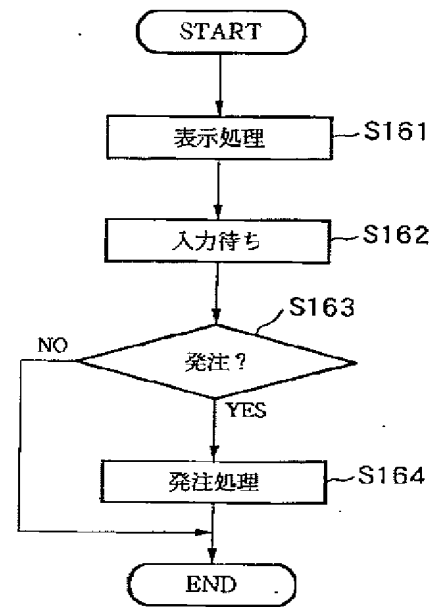 START
表示処理
S161
入力待ち
S162
S163
発注？
NO
YES
発注処理
S164
END